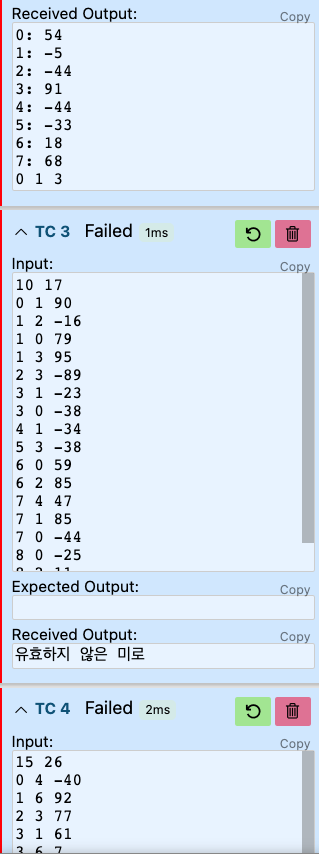 Received Output:
Copy
0: 54
1: -5
2: -44
3: 91
4: -44
5: -33
6: 18
7: 68
0 1 3
TC 3 Failed 1ms
Input:
Copy
10 17
0 1 90
1 2 -16
1 0 79
1 3 95
2 3 -89
3 1 -23
3 0 -38
4 1 -34
5 3 -38
6 0 59
6 2 85
7 4 47
7 1 85
7 0 -44
8 0 -25
Expected Output:
Copy
Received Output:
Copy
유효하지 않은 미로
TC 4 Failed 2ms
Input:
Copy
15 26
0 4 -40
1 6 92
2 3 77
3 1 61
3 6 7